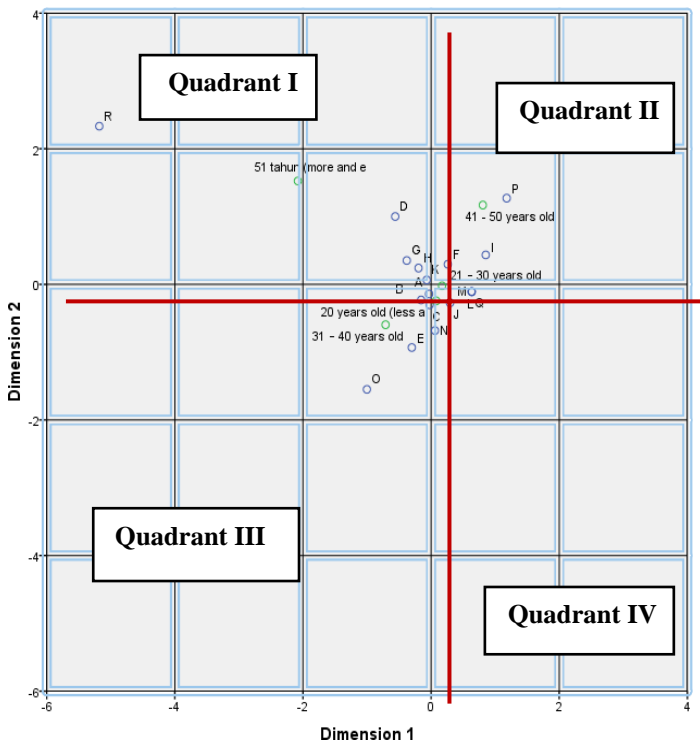 4
Quadrant I
Quadrant II
R
2
51 tahun (more and e
P
D
41 - 50 years old
G
H
F
I
K
21 - 30 years old
0
A
B
M
L
Q
20 years old (less a
C
J
31 - 40 years old
N
E
O
-2
Dimension 2
Quadrant III
-4
Quadrant IV
-6
-6
-4
-2
0
2
4
Dimension 1